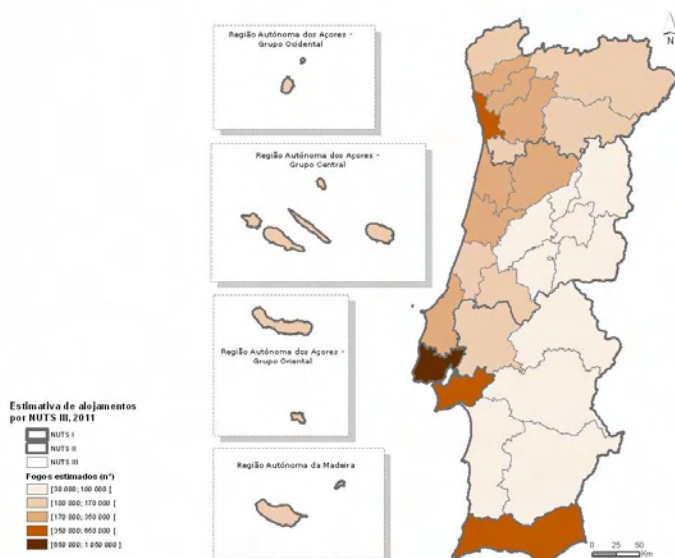 Região Autónoma dos Açores -
Grupo Ocidental
N
Região Autónoma dos Açores -
Grupo Central
Região Autónoma dos Açores -
Grupo Oriental
Região Autónoma da Madeira
Estimativa de alojamentos
por NUTS III, 2011
NUTS I
NUTS II
NUTS III
Fogos estimados (nº)
[30 000; 100 000 [
[100 000; 170 000 [
[170 000; 350 000 [
[350 000; 650 000 [
[650 000; 1 050 000 ]
0 25 50
Km